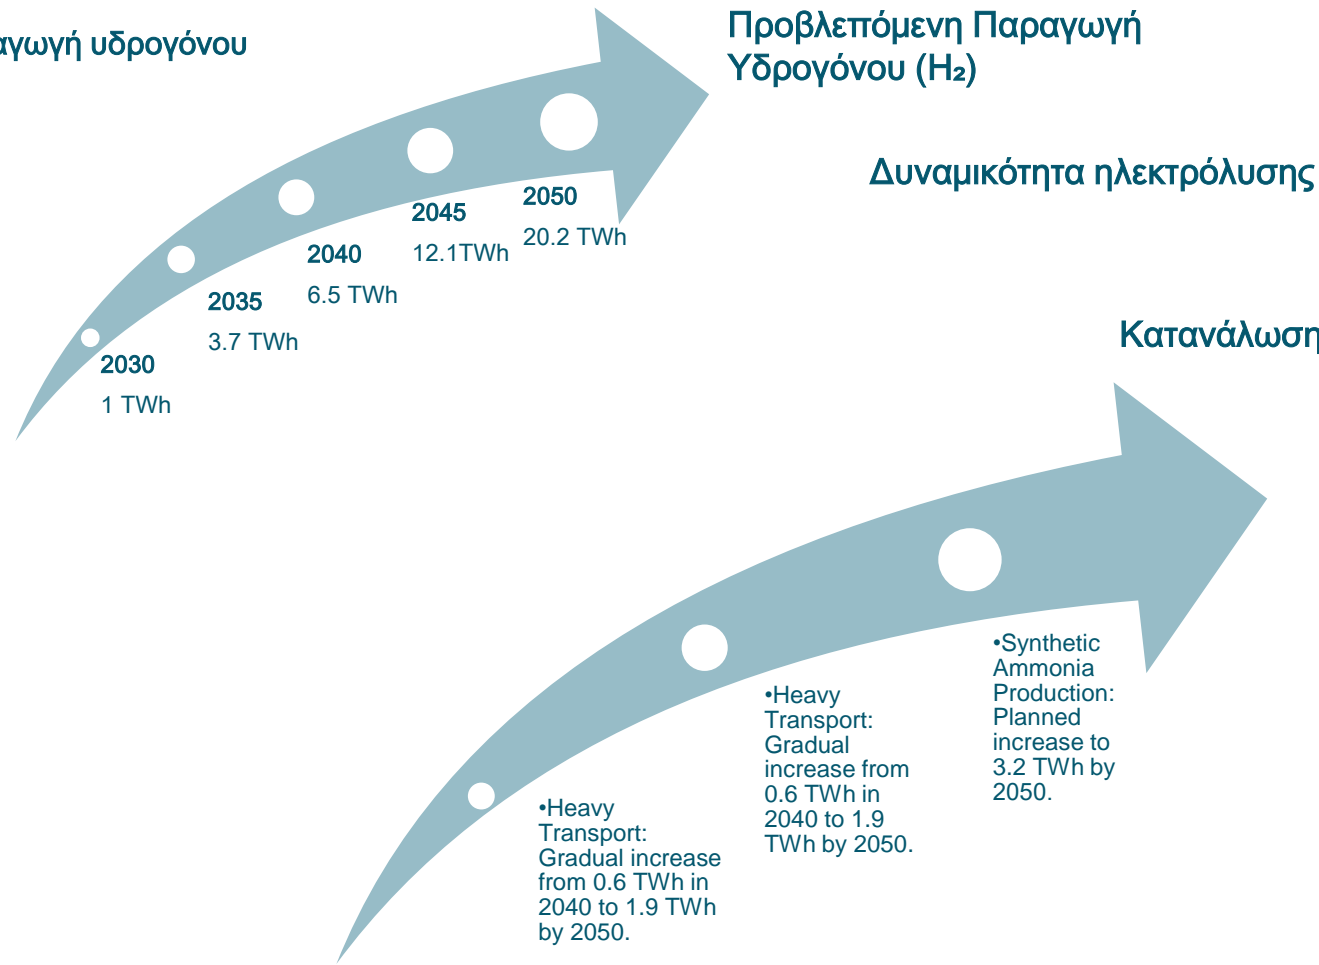 αγωγή υδρογόνου
Προβλεπόμενη Παραγωγή
Υδρογόνου (H₂)
Δυναμικότητα ηλεκτρόλυσης
2030
1 TWh
2035
3.7 TWh
2040
6.5 TWh
2045
12.1TWh
2050
20.2 TWh
Κατανάλωση
•Heavy
Transport:
Gradual increase
from 0.6 TWh in
2040 to 1.9 TWh
by 2050.
•Heavy
Transport:
Gradual
increase from
0.6 TWh in
2040 to 1.9
TWh by 2050.
•Synthetic
Ammonia
Production:
Planned
increase to
3.2 TWh by
2050.